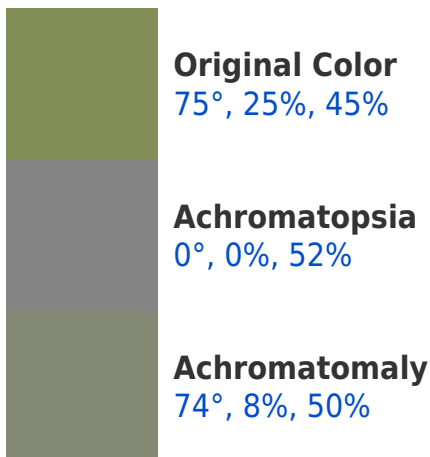 Original Color
75°, 25%, 45%
Achromatopsia
0°, 0%, 52%
Achromatomaly
74°, 8%, 50%